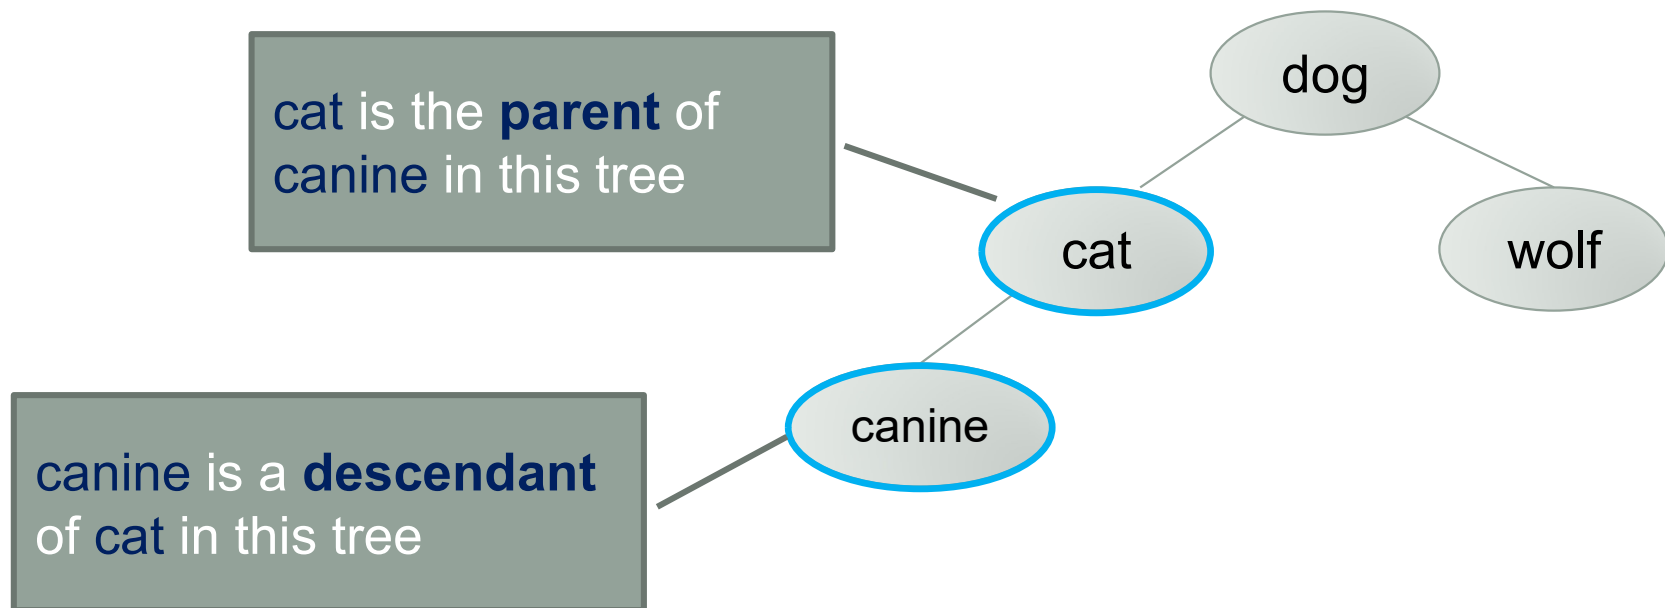 dog
cat is the parent of
canine in this tree
cat
wolf
canine
canine is a descendant
of cat in this tree